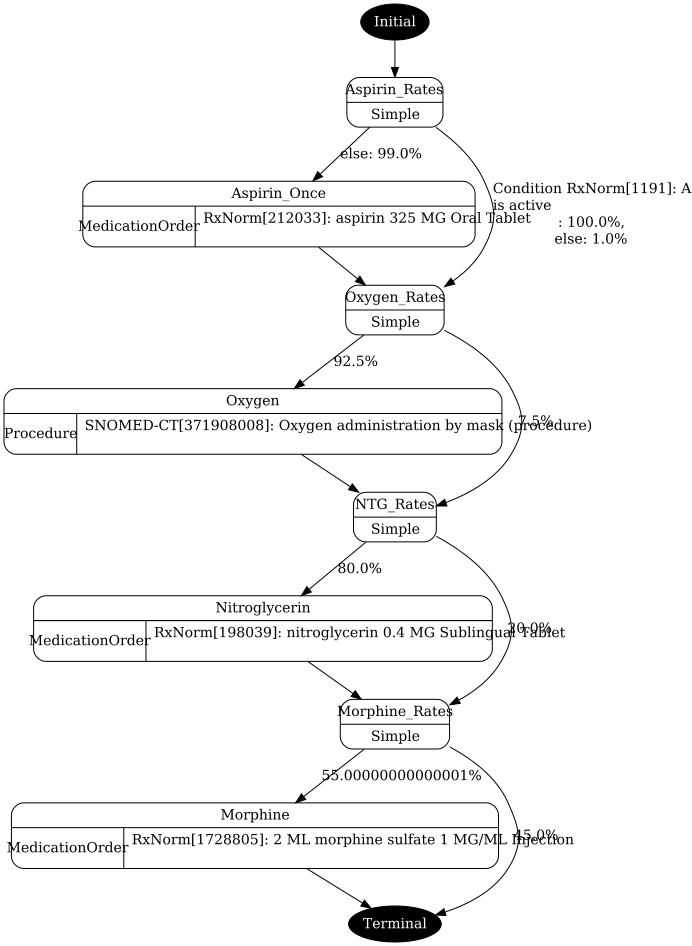 Initial
Aspirin_Rates
Simple
else: 99.0%
Condition RxNorm[1191]: A
is active
: 100.0%,
else: 1.0%
Aspirin_Once
MedicationOrder
RxNorm[212033]: aspirin 325 MG Oral Tablet
Oxygen_Rates
Simple
92.5%
7.5%
Oxygen
Procedure
SNOMED-CT[371908008]: Oxygen administration by mask (procedure)
NTG_Rates
Simple
80.0%
20.0%
Nitroglycerin
MedicationOrder
RxNorm[198039]: nitroglycerin 0.4 MG Sublingual Tablet
Morphine_Rates
Simple
55.00000000000001%
45.0%
Morphine
MedicationOrder
RxNorm[1728805]: 2 ML morphine sulfate 1 MG/ML Injection
Terminal